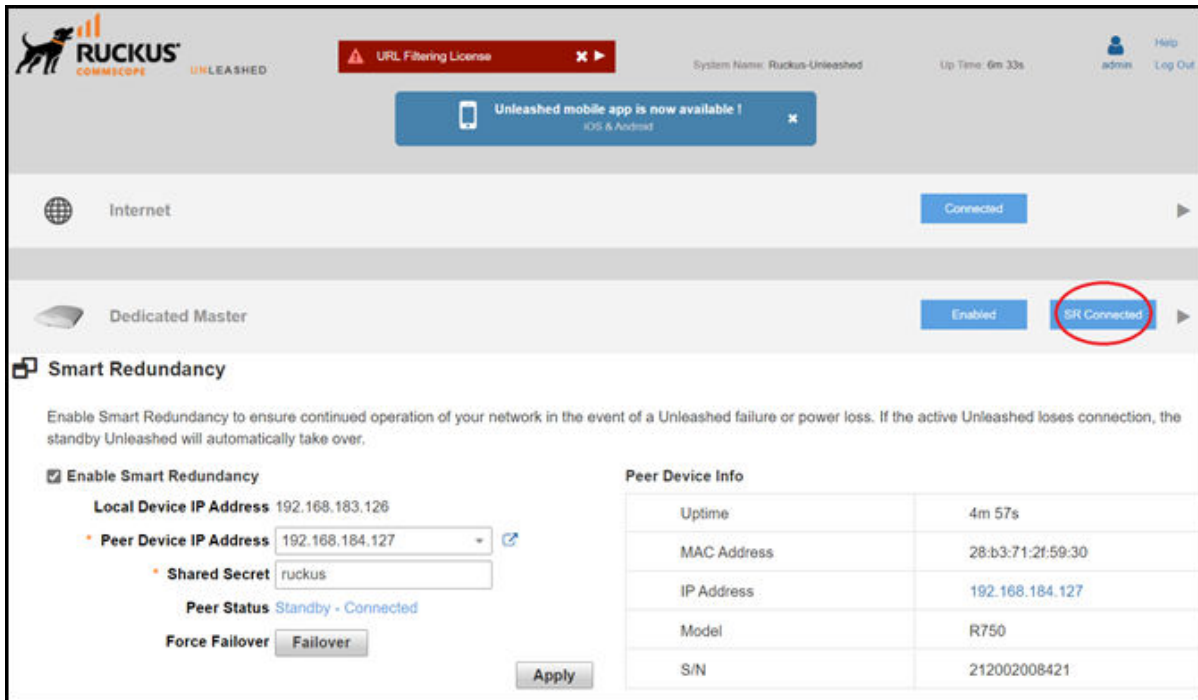 RUCKUS
COMMSCOPE
UNLEASHED
URL Filtering License
System Name: Ruckus-Unleashed
Up Time: 6m 33s
admin
Help
Log Out
Unleashed mobile app is now available !
iOS & Android
Internet
Connected
Dedicated Master
Enabled
SR Connected
Smart Redundancy
Enable Smart Redundancy to ensure continued operation of your network in the event of a Unleashed failure or power loss. If the active Unleashed loses connection, the
standby Unleashed will automatically take over.
Enable Smart Redundancy
Local Device IP Address 192.168.183.126
* Peer Device IP Address 192.168.184.127
* Shared Secret ruckus
Peer Status Standby - Connected
Force Failover Failover
Apply
Peer Device Info
Uptime 4m 57s
MAC Address 28:b3:71:2f:59:30
IP Address 192.168.184.127
Model R750
S/N 212002008421